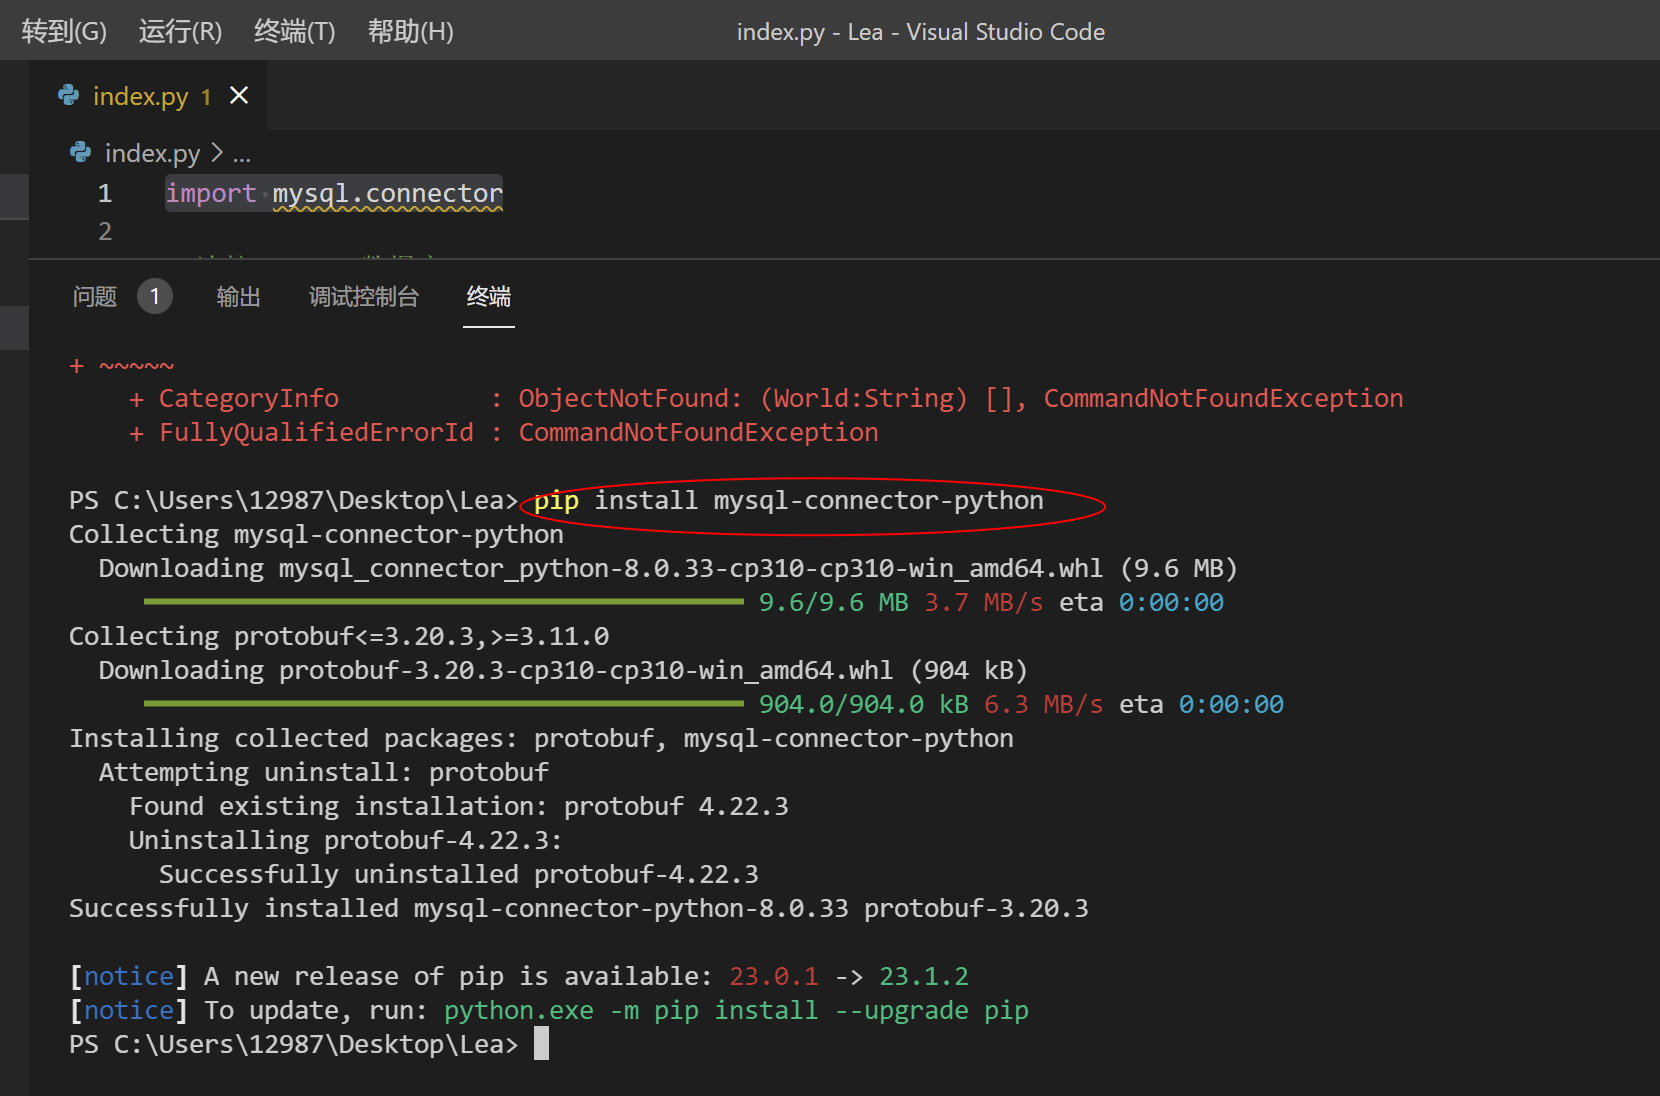 转到(G) 运行(R) 终端(T) 帮助(H) index.py - Lea - Visual Studio Code
index.py 1
index.py > ...
1 import mysql.connector
2
问题 1 输出 调试控制台 终端
+ ~~~~~
+ CategoryInfo : ObjectNotFound: (World:String) [], CommandNotFoundException
+ FullyQualifiedErrorId : CommandNotFoundException
PS C:\Users\12987\Desktop\Lea> pip install mysql-connector-python
Collecting mysql-connector-python
Downloading mysql_connector_python-8.0.33-cp310-cp310-win_amd64.whl (9.6 MB)
9.6/9.6 MB 3.7 MB/s eta 0:00:00
Collecting protobuf<=3.20.3,>=3.11.0
Downloading protobuf-3.20.3-cp310-cp310-win_amd64.whl (904 kB)
904.0/904.0 kB 6.3 MB/s eta 0:00:00
Installing collected packages: protobuf, mysql-connector-python
Attempting uninstall: protobuf
Found existing installation: protobuf 4.22.3
Uninstalling protobuf-4.22.3:
Successfully uninstalled protobuf-4.22.3
Successfully installed mysql-connector-python-8.0.33 protobuf-3.20.3
[notice] A new release of pip is available: 23.0.1 -> 23.1.2
[notice] To update, run: python.exe -m pip install --upgrade pip
PS C:\Users\12987\Desktop\Lea>